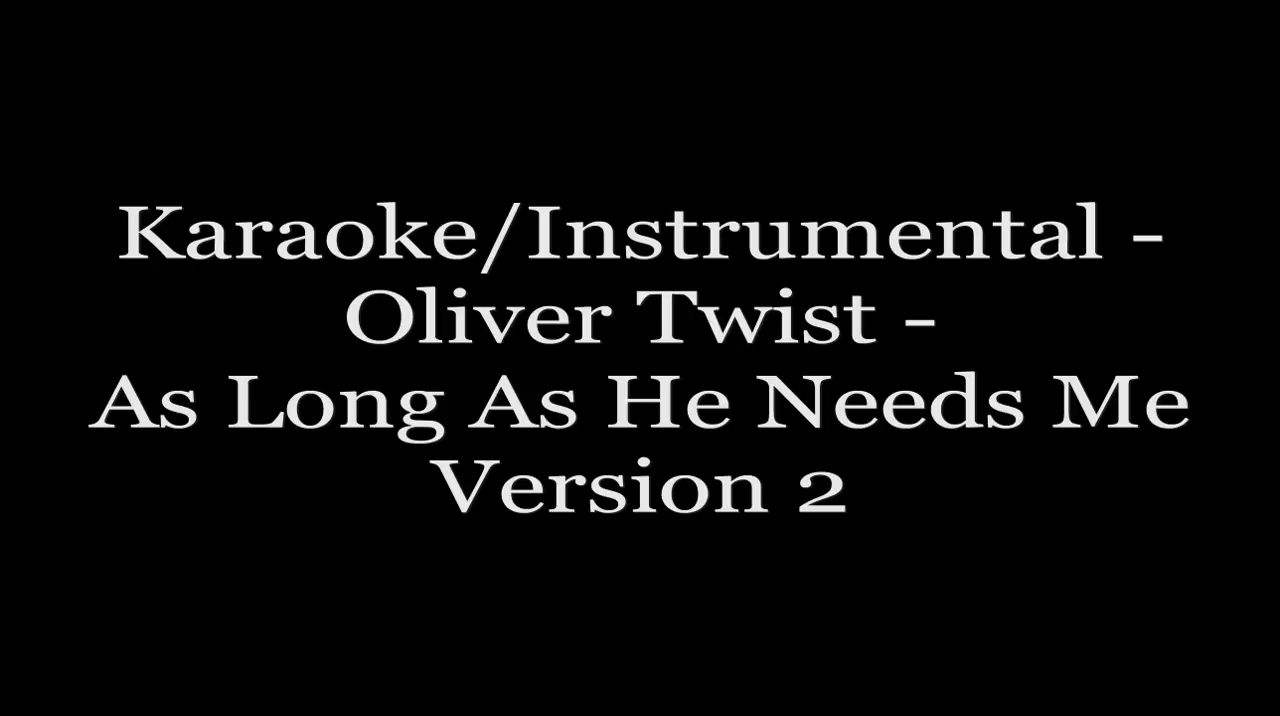 Karaoke/Instrumental -
Oliver Twist -
As Long As He Needs Me
Version 2